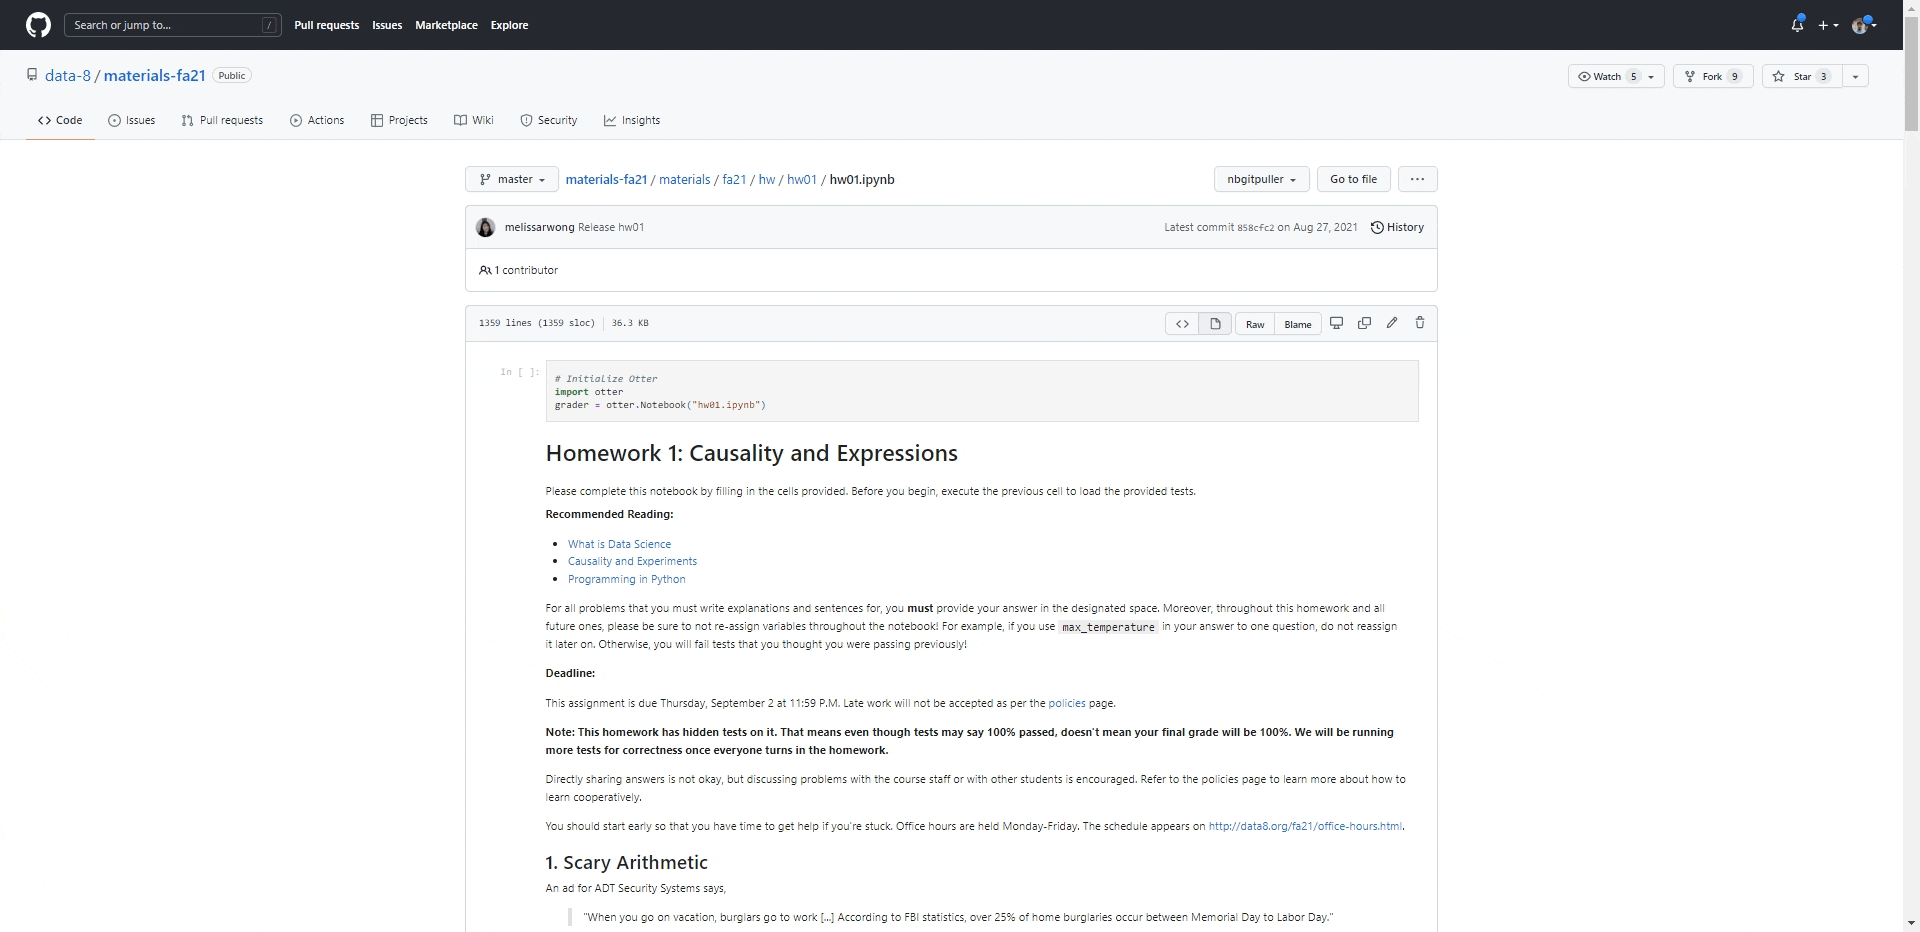 Search or jump to... /
Pull requests Issues Marketplace Explore
data-8 / materials-fa21 Public
Watch 5 Fork 9 Star 3
Code Issues Pull requests Actions Projects Wiki Security Insights
master materials-fa21 / materials / fa21 / hw / hw01 / hw01.ipynb nbgitpuller Go to file ...
melissarwong Release hw01 Latest commit 858cfc2 on Aug 27, 2021 History
1 contributor
1359 lines (1359 sloc) 36.3 KB <> Raw Blame
In [ ]:
# Initialize Otter
import otter
grader = otter.Notebook("hw01.ipynb")
Homework 1: Causality and Expressions
Please complete this notebook by filling in the cells provided. Before you begin, execute the previous cell to load the provided tests.
Recommended Reading:
• What is Data Science
• Causality and Experiments
• Programming in Python
For all problems that you must write explanations and sentences for, you must provide your answer in the designated space. Moreover, throughout this homework and all
future ones, please be sure to not re-assign variables throughout the notebook! For example, if you use max_temperature in your answer to one question, do not reassign
it later on. Otherwise, you will fail tests that you thought you were passing previously!
Deadline:
This assignment is due Thursday, September 2 at 11:59 P.M. Late work will not be accepted as per the policies page.
Note: This homework has hidden tests on it. That means even though tests may say 100% passed, doesn't mean your final grade will be 100%. We will be running
more tests for correctness once everyone turns in the homework.
Directly sharing answers is not okay, but discussing problems with the course staff or with other students is encouraged. Refer to the policies page to learn more about how to
learn cooperatively.
You should start early so that you have time to get help if you're stuck. Office hours are held Monday-Friday. The schedule appears on http://data8.org/fa21/office-hours.html.
1. Scary Arithmetic
An ad for ADT Security Systems says,
"When you go on vacation, burglars go to work [...] According to FBI statistics, over 25% of home burglaries occur between Memorial Day to Labor Day."